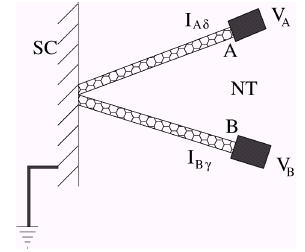 I_{Aδ}
V_A
SC
A
NT
B
I_{Bγ}
V_B